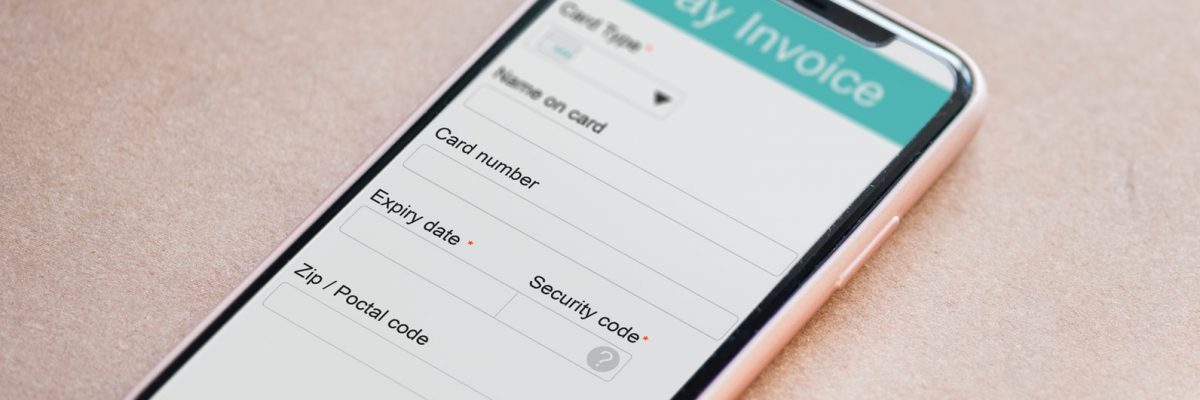 ay Invoice
Card Type *
Name on card
Card number
Expiry date *
Security code *
?
Zip / Poctal code